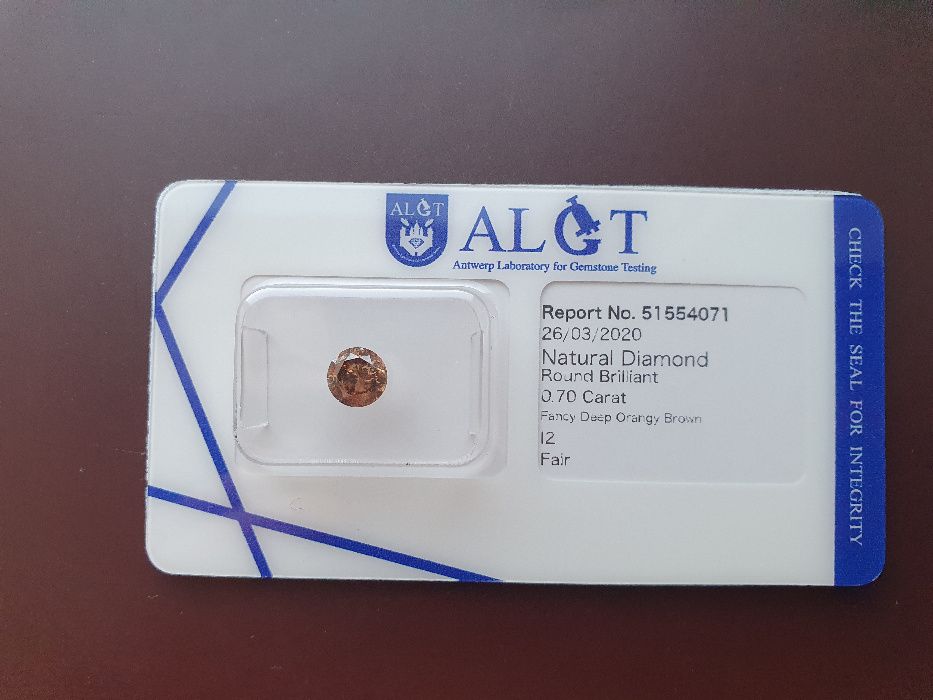 ALGT
ALGT
Antwerp Laboratory for Gemstone Testing
Report No. 51554071
26/03/2020
Natural Diamond
Round Brilliant
0.70 Carat
Fancy Deep Orangy Brown
I2
Fair
CHECK THE SEAL FOR INTEGRITY